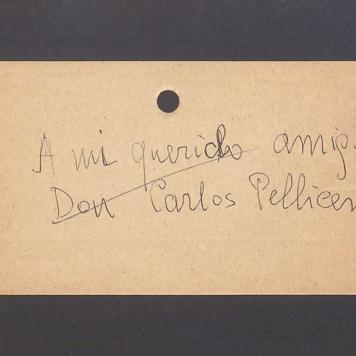 A mi querido amig.
Don Carlos Pellicer